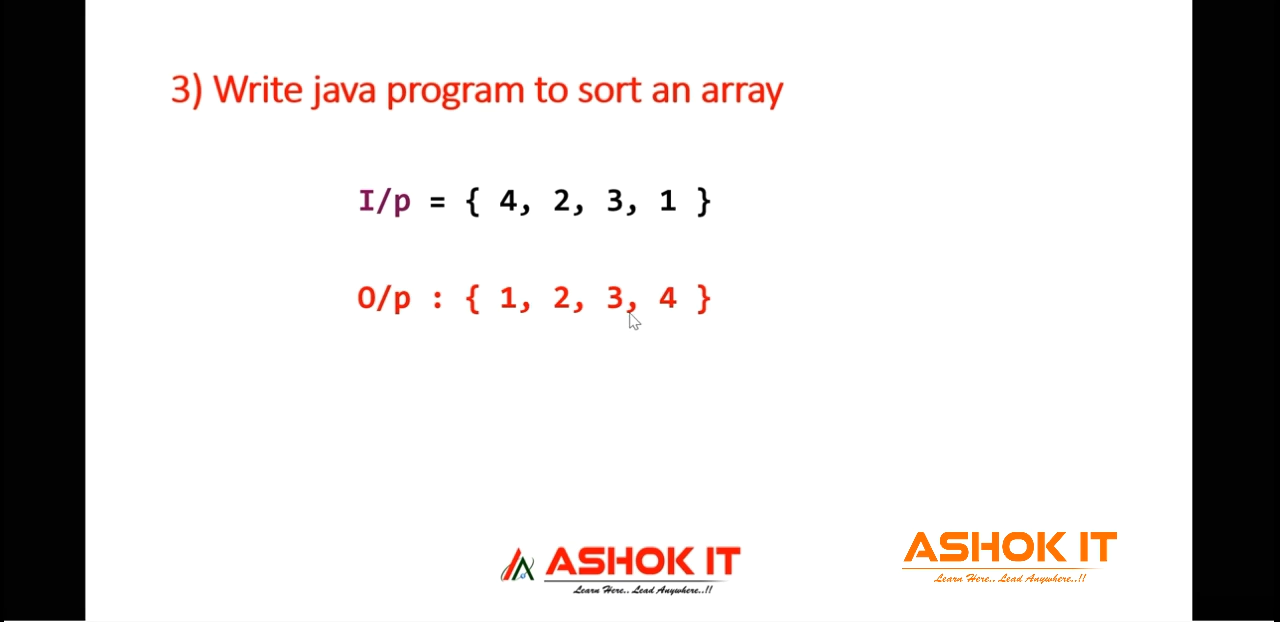 3) Write java program to sort an array
I/p = { 4, 2, 3, 1 }
O/p : { 1, 2, 3, 4 }
ASHOK IT
Learn Here.. Lead Anywhere..!!
ASHOK IT
Learn Here.. Lead Anywhere..!!